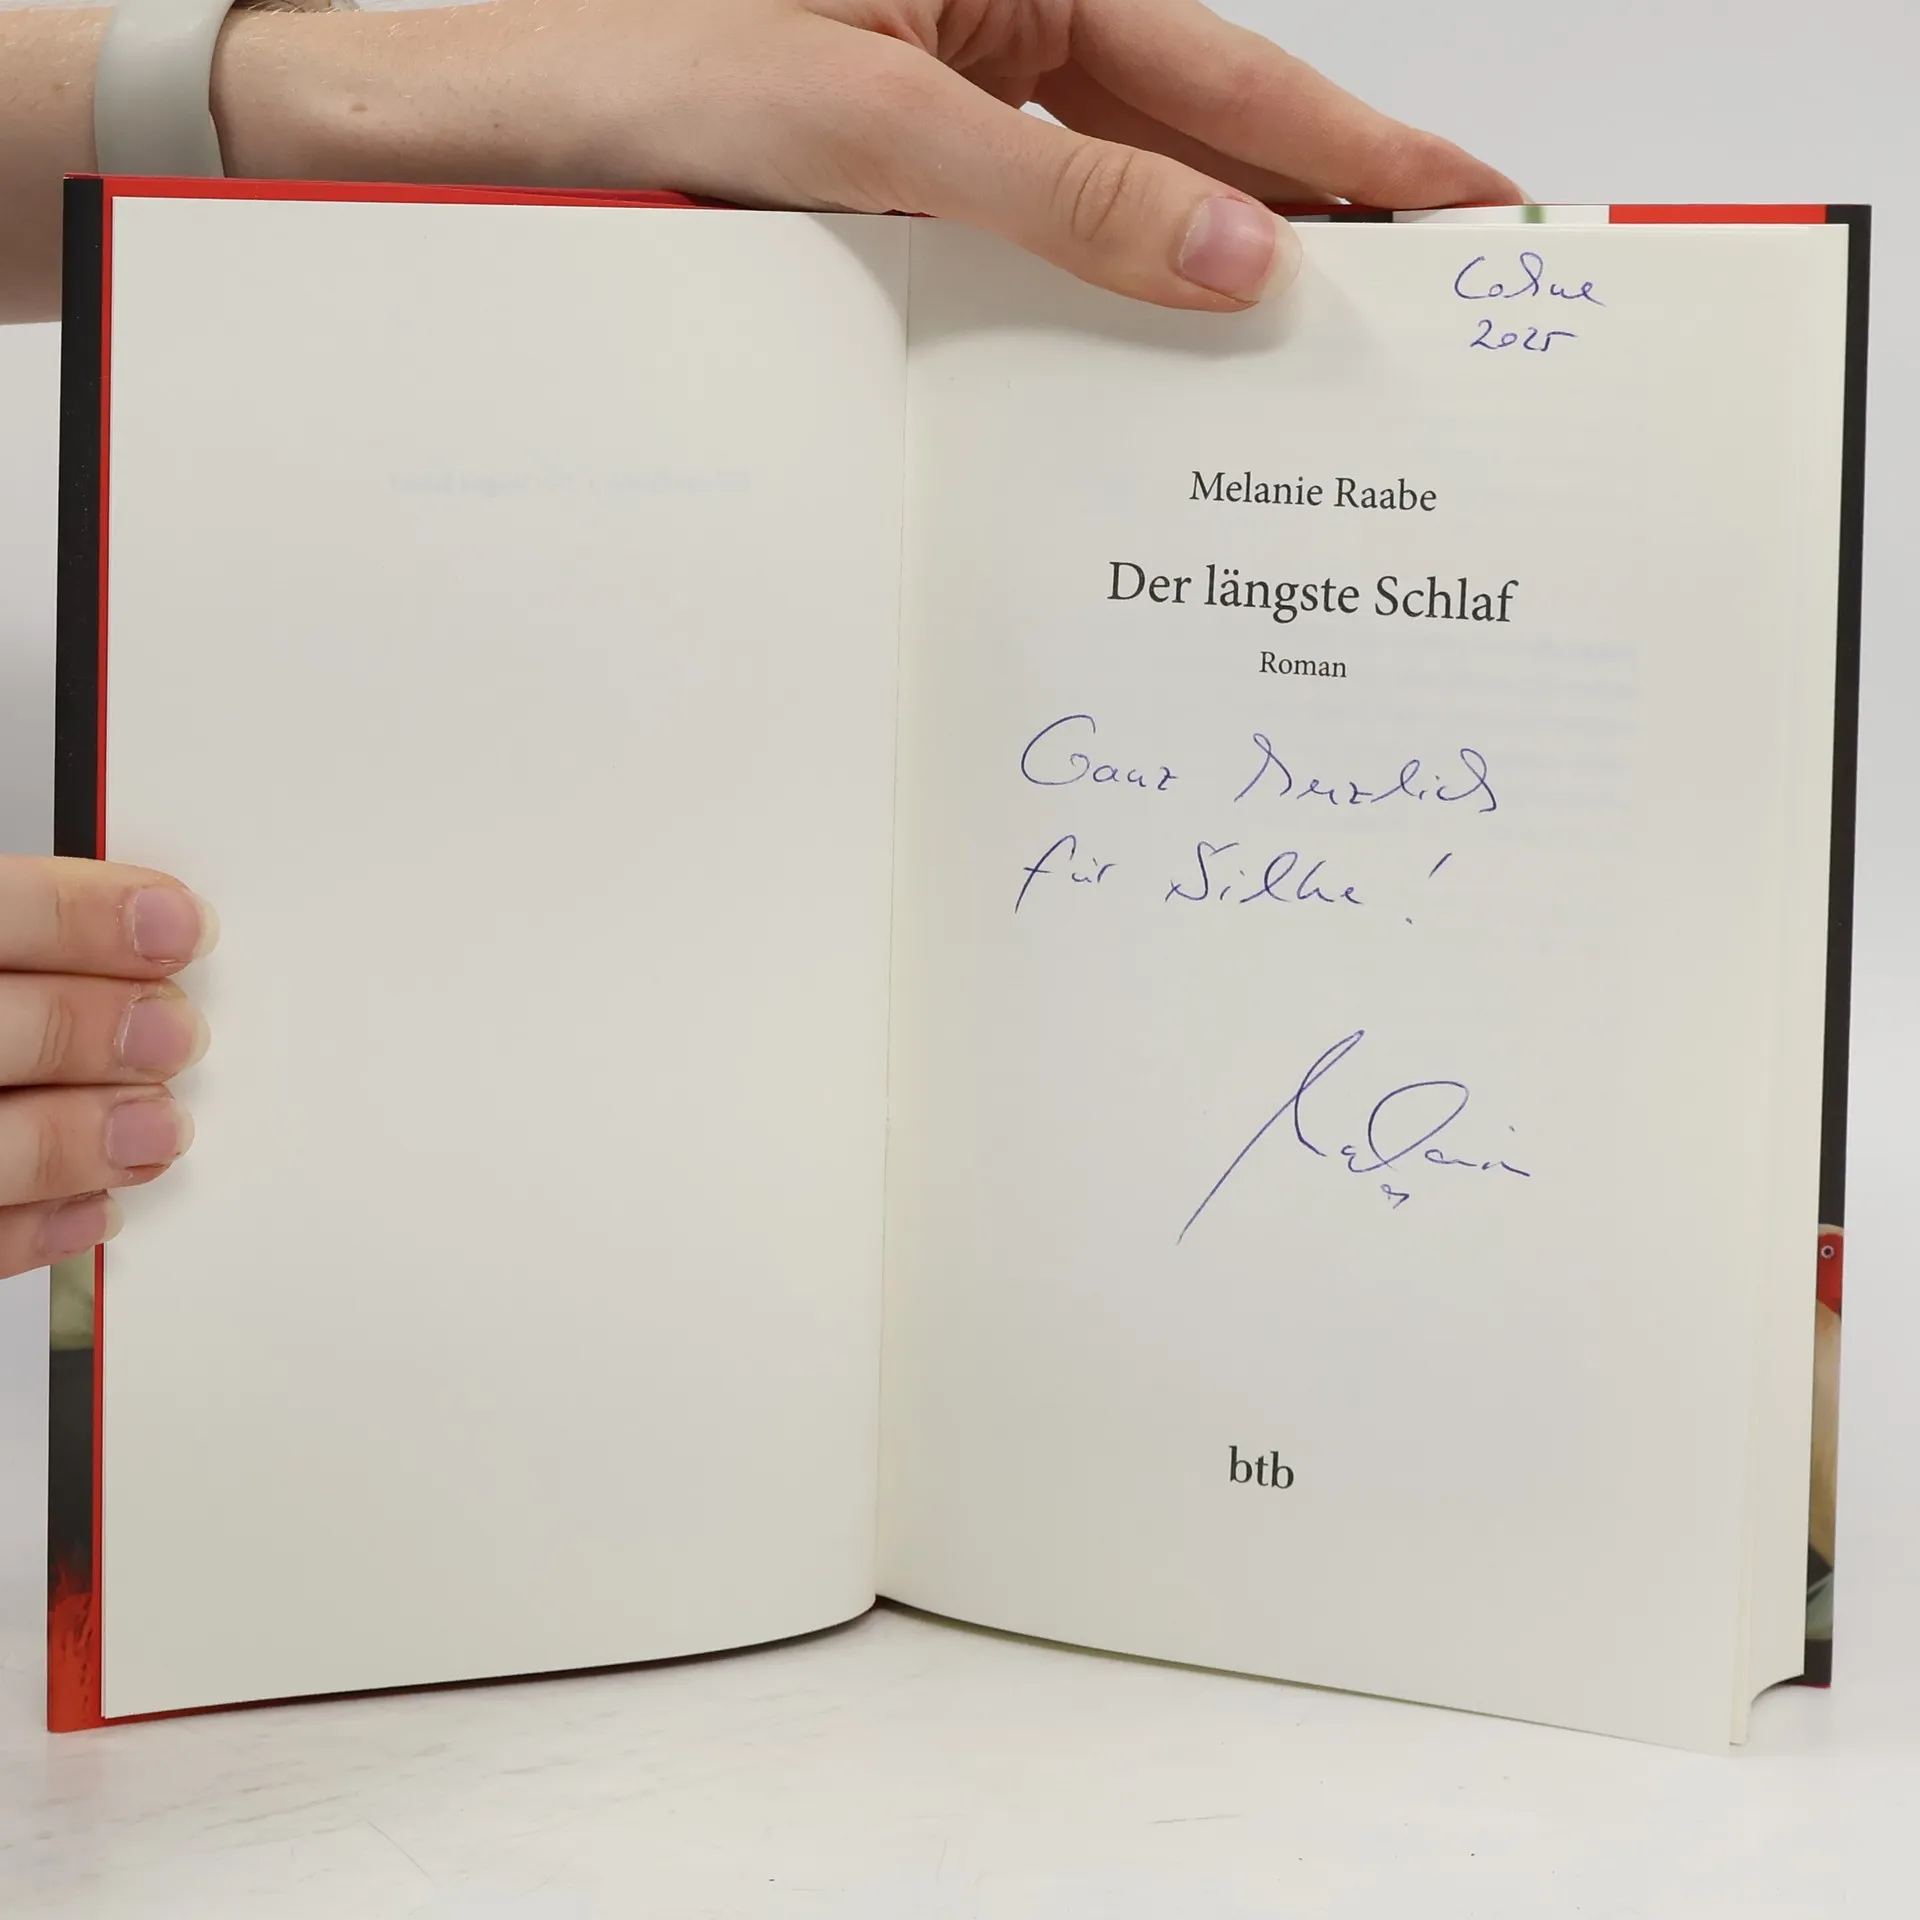 2025
Melanie Raabe
Der längste Schlaf
Roman
Ganz herzlich
für Silke!
btb